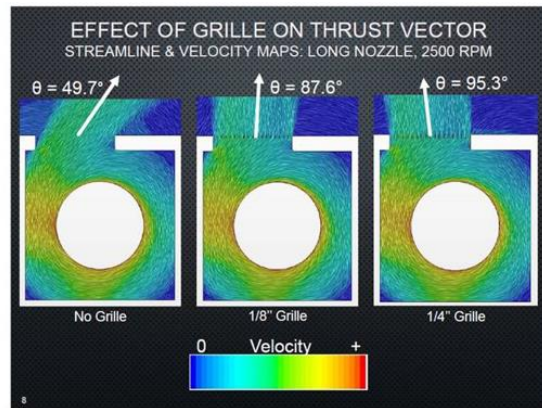 EFFECT OF GRILLE ON THRUST VECTOR
STREAMLINE & VELOCITY MAPS: LONG NOZZLE, 2500 RPM
θ = 49.7°
θ = 87.6°
θ = 95.3°
No Grille
1/8" Grille
1/4" Grille
0 Velocity +
8